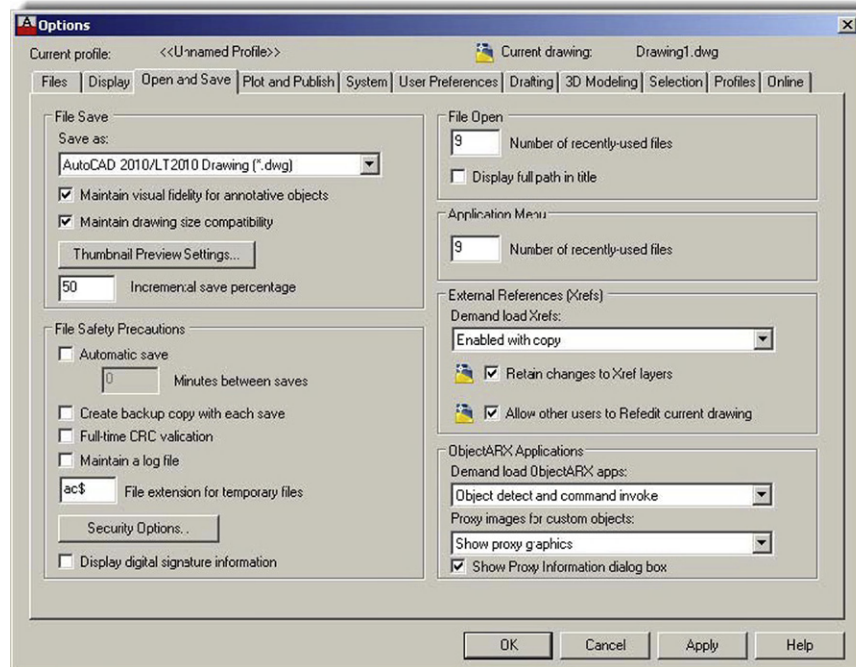 Options
Current profile: <<Unnamed Profile>> Current drawing: Drawing1.dwg
Files Display Open and Save Plot and Publish System User Preferences Drafting 3D Modeling Selection Profiles Online
File Save
Save as:
AutoCAD 2010/LT2010 Drawing (*.dwg)
Maintain visual fidelity for annotative objects
Maintain drawing size compatibility
Thumbnail Preview Settings...
50 Incremental save percentage
File Safety Precautions
Automatic save
0 Minutes between saves
Create backup copy with each save
Full-time CRC valication
Maintain a log file
ac$ File extension for temporary files
Security Options..
Display digital signature information
File Open
9 Number of recently-used files
Display full path in title
Application Menu
9 Number of recently-used files
External References (Xrefs)
Demand load Xrefs:
Enabled with copy
Retain changes to Xref layers
Allow other users to Refedit current drawing
ObjectARX Applications
Demand load ObjectARX apps:
Object detect and command invoke
Proxy images for custom objects:
Show proxy graphics
Show Proxy Information dialog box
OK Cancel Apply Help